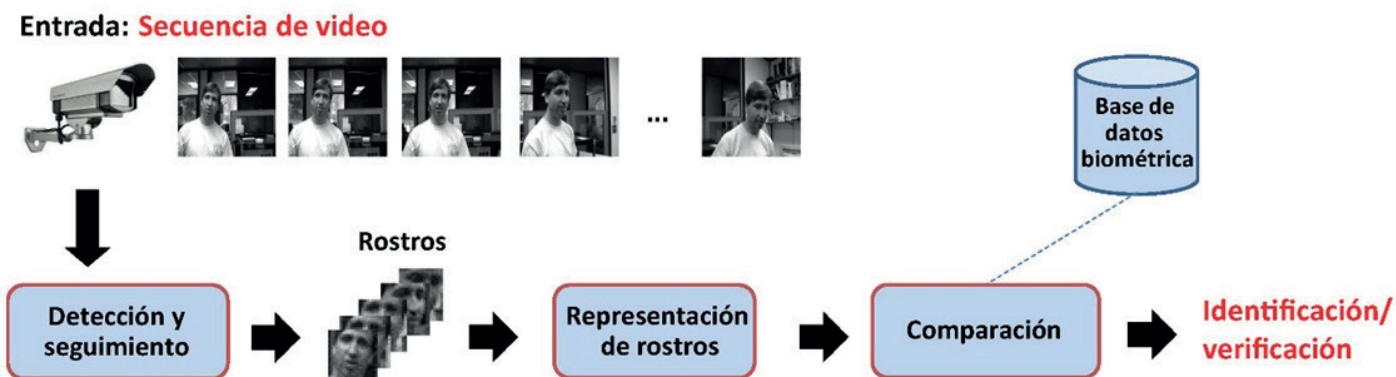 Entrada: Secuencia de video
...
Base de
datos
biométrica
Rostros
Detección y
seguimiento
Representación
de rostros
Comparación
Identificación/
verificación